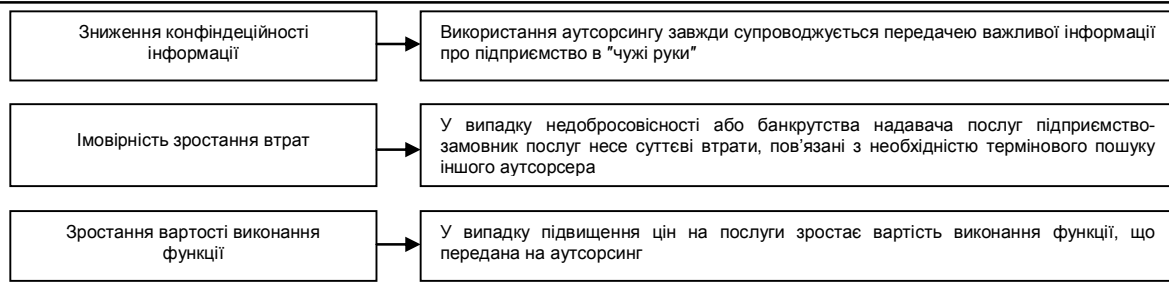 Зниження конфіндеційності
інформації
Використання аутсорсингу завжди супроводжується передачею важливої інформації
про підприємство в "чужі руки"
Імовірність зростання втрат
У випадку недобросовісності або банкрутства надавача послуг підприємство-
замовник послуг несе суттєві втрати, пов’язані з необхідністю термінового пошуку
іншого аутсорсера
Зростання вартості виконання
функції
У випадку підвищення цін на послуги зростає вартість виконання функції, що
передана на аутсорсинг